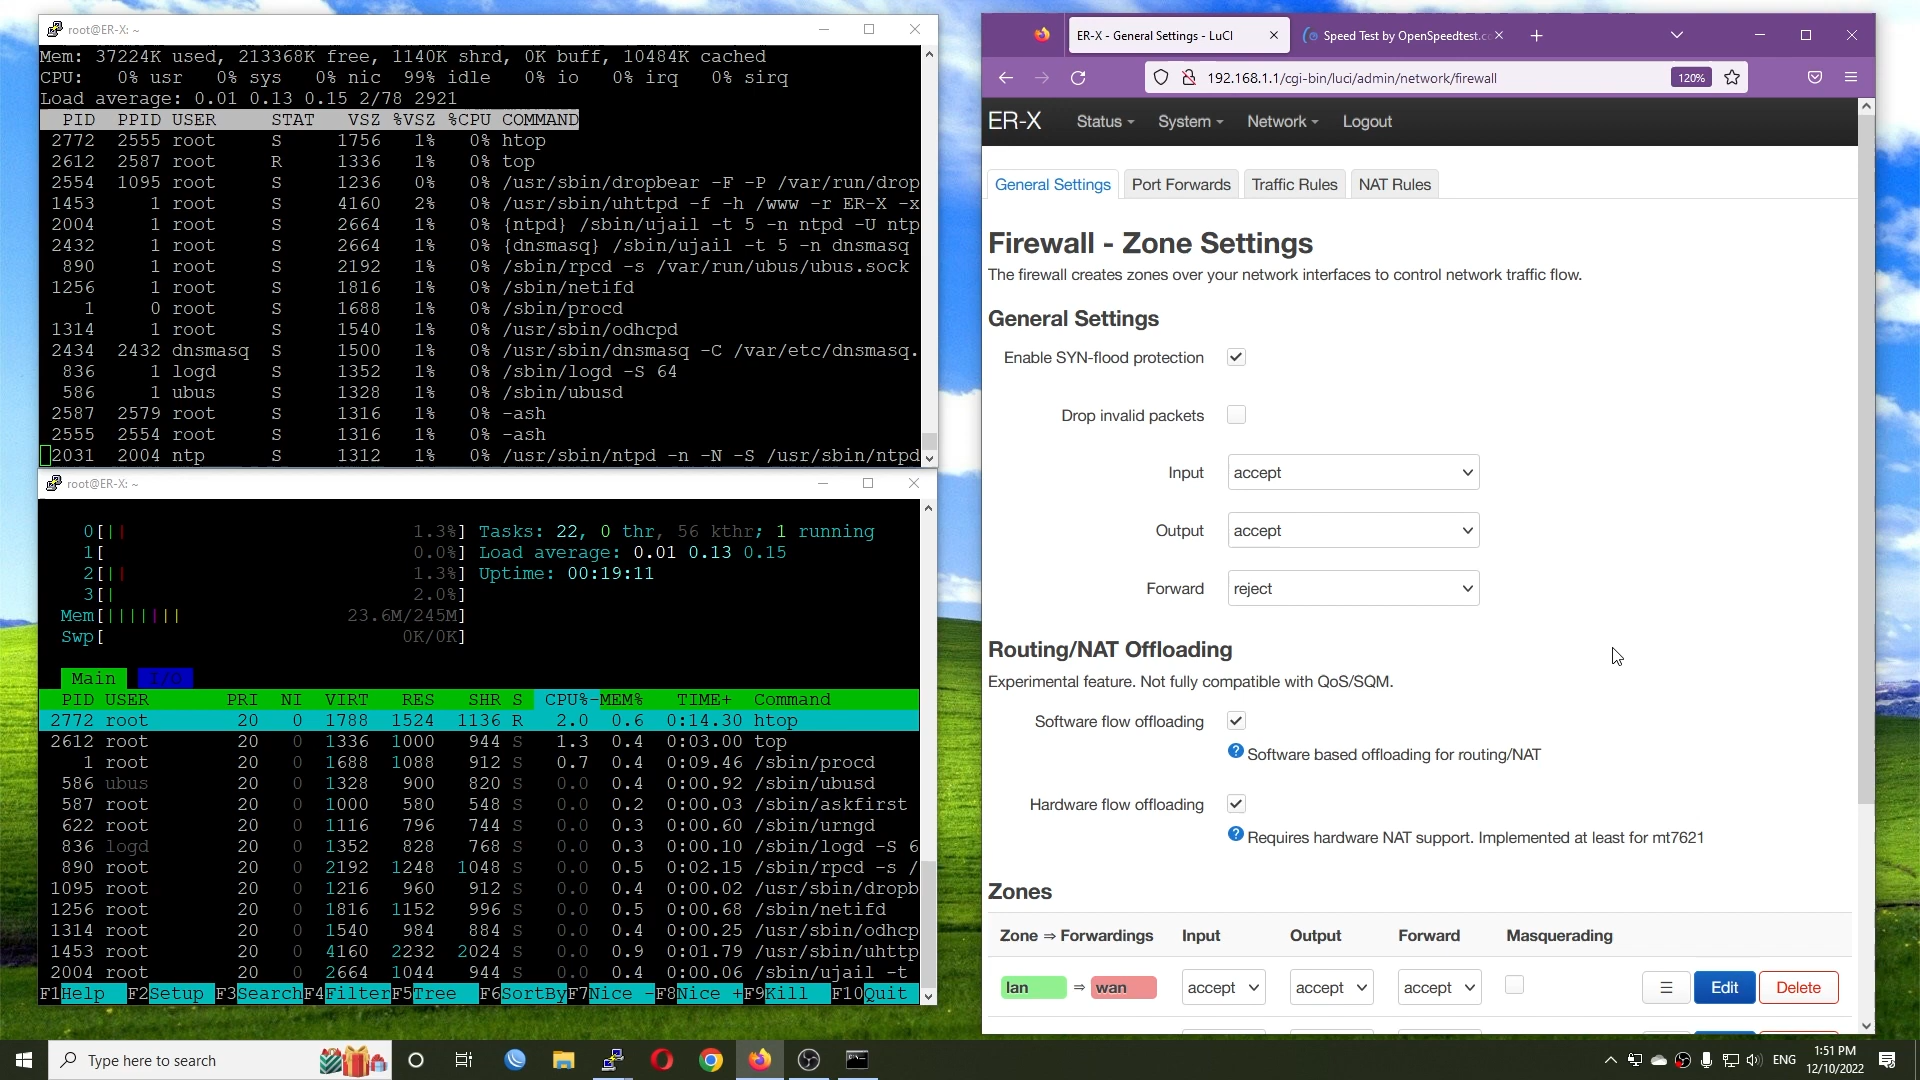 root@ER-X: ~
Mem: 37224K used, 213368K free, 1140K shrd, 0K buff, 10484K cached
CPU:   0% usr   0% sys   0% nic  99% idle   0% io   0% irq   0% sirq
Load average: 0.01 0.13 0.15 2/78 2921
PID  PPID USER     STAT   VSZ %VSZ %CPU COMMAND
2772  2555 root     S     1756   1%   0% htop
2612  2587 root     R     1336   1%   0% top
2554  1095 root     S     1236   0%   0% /usr/sbin/dropbear -F -P /var/run/drop
1453     1 root     S     4160   2%   0% /usr/sbin/uhttpd -f -h /www -r ER-X -x
2004     1 root     S     2664   1%   0% {ntpd} /sbin/ujail -t 5 -n ntpd -U ntp
2432     1 root     S     2664   1%   0% {dnsmasq} /sbin/ujail -t 5 -n dnsmasq
890     1 root     S     2192   1%   0% /sbin/rpcd -s /var/run/ubus/ubus.sock
1256     1 root     S     1816   1%   0% /sbin/netifd
1     0 root     S     1688   1%   0% /sbin/procd
1314     1 root     S     1540   1%   0% /usr/sbin/odhcpd
2434  2432 dnsmasq  S     1500   1%   0% /usr/sbin/dnsmasq -C /var/etc/dnsmasq.
836     1 logd     S     1352   1%   0% /sbin/logd -S 64
586     1 ubus     S     1328   1%   0% /sbin/ubusd
2587  2579 root     S     1316   1%   0% -ash
2555  2554 root     S     1316   1%   0% -ash
2031  2004 ntp      S     1312   1%   0% /usr/sbin/ntpd -n -N -S /usr/sbin/ntpd
root@ER-X: ~
0[|| 1.3%] Tasks: 22, 0 thr, 56 kthr; 1 running
1[ 0.0%] Load average: 0.01 0.13 0.15
2[|| 1.3%] Uptime: 00:19:11
3[| 2.0%]
Mem[||||||| 23.6M/245M]
Swp[ 0K/0K]
Main I/O
PID USER PRI NI VIRT RES SHR S CPU%-MEM% TIME+ Command
2772 root 20 0 1788 1524 1136 R 2.0 0.6 0:14.30 htop
2612 root 20 0 1336 1000 944 S 1.3 0.4 0:03.00 top
1 root 20 0 1688 1088 912 S 0.7 0.4 0:09.46 /sbin/procd
586 ubus 20 0 1328 900 820 S 0.0 0.4 0:00.92 /sbin/ubusd
587 root 20 0 1000 580 548 S 0.0 0.2 0:00.03 /sbin/askfirst
622 root 20 0 1116 796 744 S 0.0 0.3 0:00.60 /sbin/urngd
836 logd 20 0 1352 828 768 S 0.0 0.3 0:00.10 /sbin/logd -S 6
890 root 20 0 2192 1248 1048 S 0.0 0.5 0:02.15 /sbin/rpcd -s /
1095 root 20 0 1216 960 912 S 0.0 0.4 0:00.02 /usr/sbin/dropb
1256 root 20 0 1816 1152 996 S 0.0 0.5 0:00.68 /sbin/netifd
1314 root 20 0 1540 984 884 S 0.0 0.4 0:00.25 /usr/sbin/odhcp
1453 root 20 0 4160 2232 2024 S 0.0 0.9 0:01.79 /usr/sbin/uhttp
2004 root 20 0 2664 1044 944 S 0.0 0.4 0:00.06 /sbin/ujail -t
F1Help F2Setup F3SearchF4FilterF5Tree F6SortByF7Nice -F8Nice +F9Kill F10Quit
ER-X - General Settings - LuCI
Speed Test by OpenSpeedtest.c
192.168.1.1/cgi-bin/luci/admin/network/firewall
120%
ER-X Status System Network Logout
General Settings Port Forwards Traffic Rules NAT Rules
Firewall - Zone Settings
The firewall creates zones over your network interfaces to control network traffic flow.
General Settings
Enable SYN-flood protection
Drop invalid packets
Input accept
Output accept
Forward reject
Routing/NAT Offloading
Experimental feature. Not fully compatible with QoS/SQM.
Software flow offloading
Software based offloading for routing/NAT
Hardware flow offloading
Requires hardware NAT support. Implemented at least for mt7621
Zones
Zone ⇒ Forwardings Input Output Forward Masquerading
lan ⇒ wan accept accept accept Edit Delete
Type here to search
ENG
1:51 PM
12/10/2022